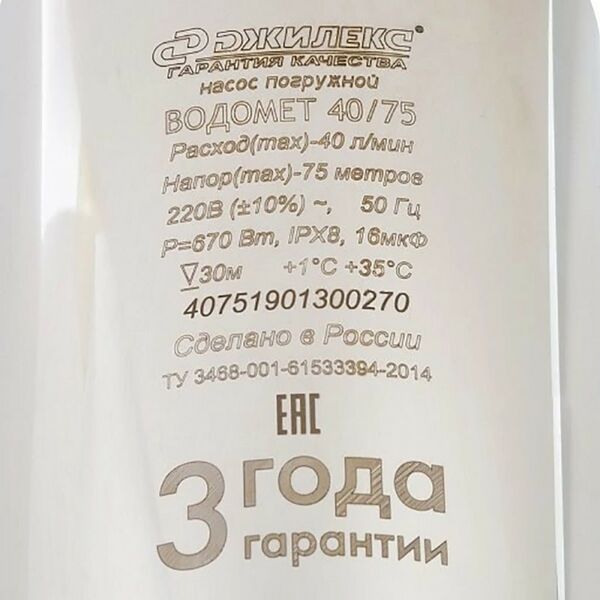 ДЖИЛЕКС®
ГАРАНТИЯ КАЧЕСТВА
насос погружной
ВОДОМЕТ 40/75
Расход(max)-40 л/мин
Напор(max)-75 метров
220В (±10%) ~, 50 Гц
P=670 Вт, IPX8, 16мкФ
▽30м +1°C +35°C
40751901300270
Сделано в России
ТУ 3468-001-61533394-2014
EAC
3 года
гарантии